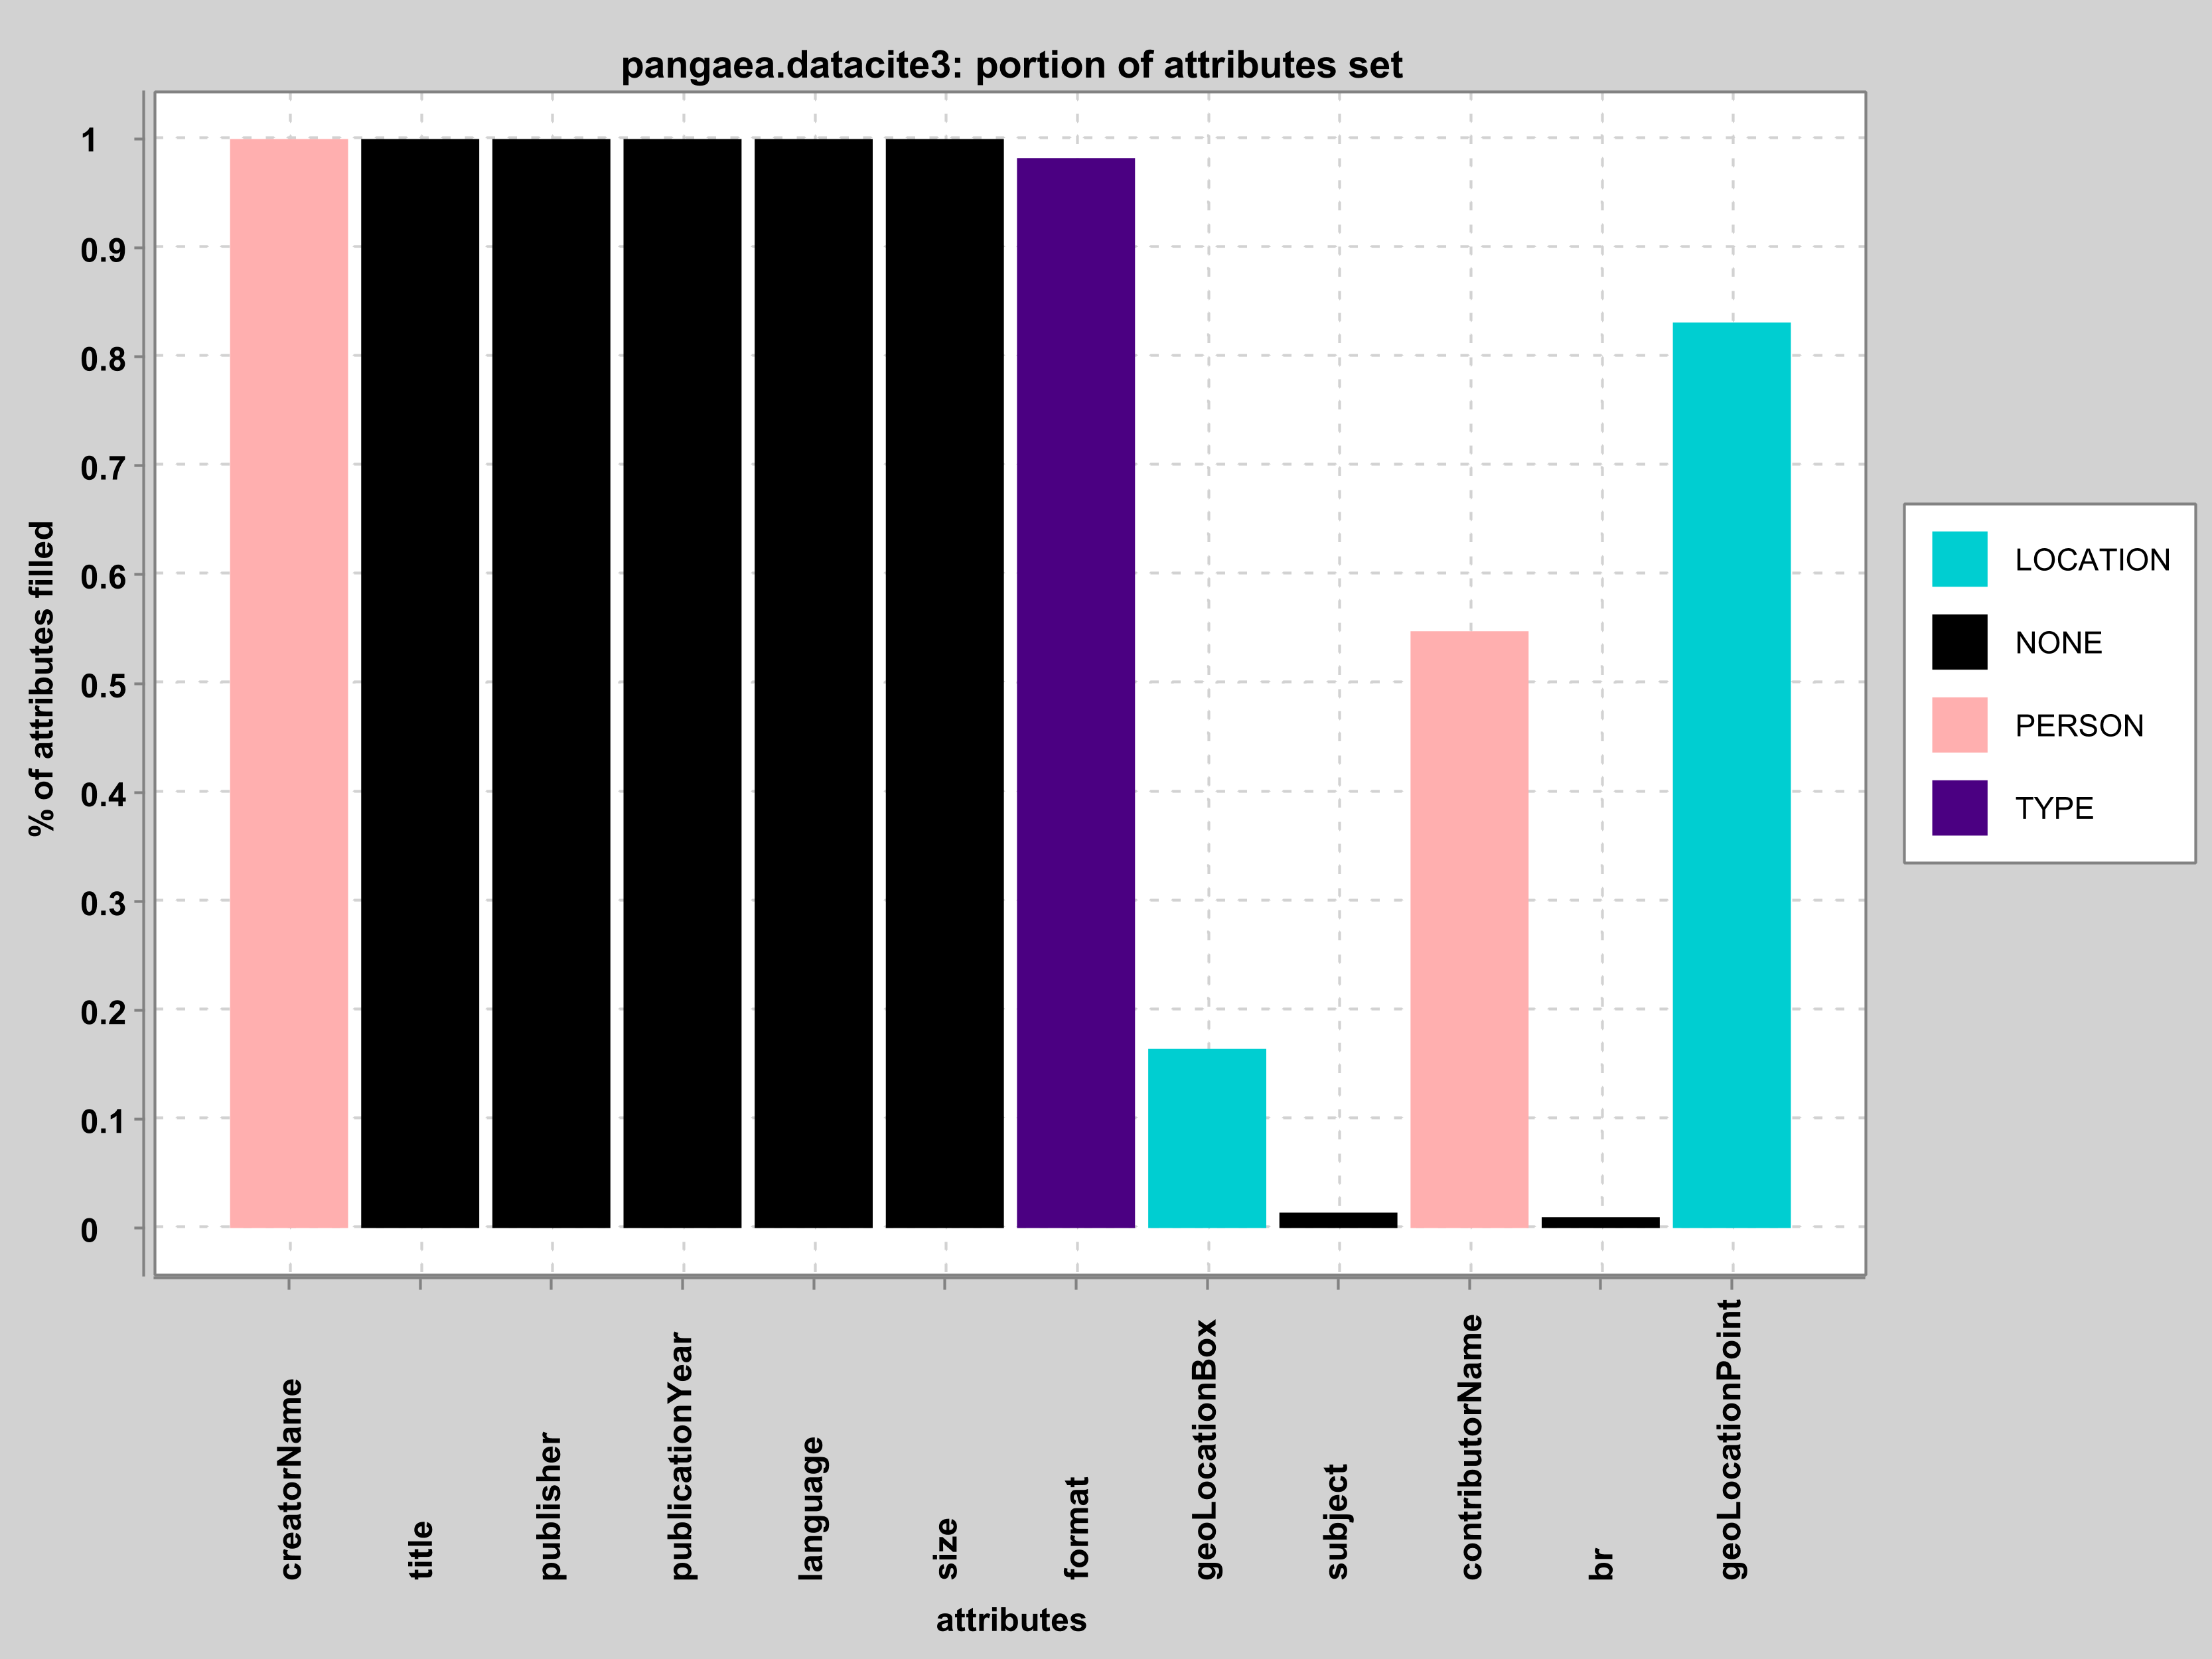 pangaea.datacite3: portion of attributes set
% of attributes filled
1
0.9
0.8
0.7
0.6
0.5
0.4
0.3
0.2
0.1
0
creatorName
title
publisher
publicationYear
language
size
format
geoLocationBox
subject
contributorName
br
geoLocationPoint
attributes
LOCATION
NONE
PERSON
TYPE